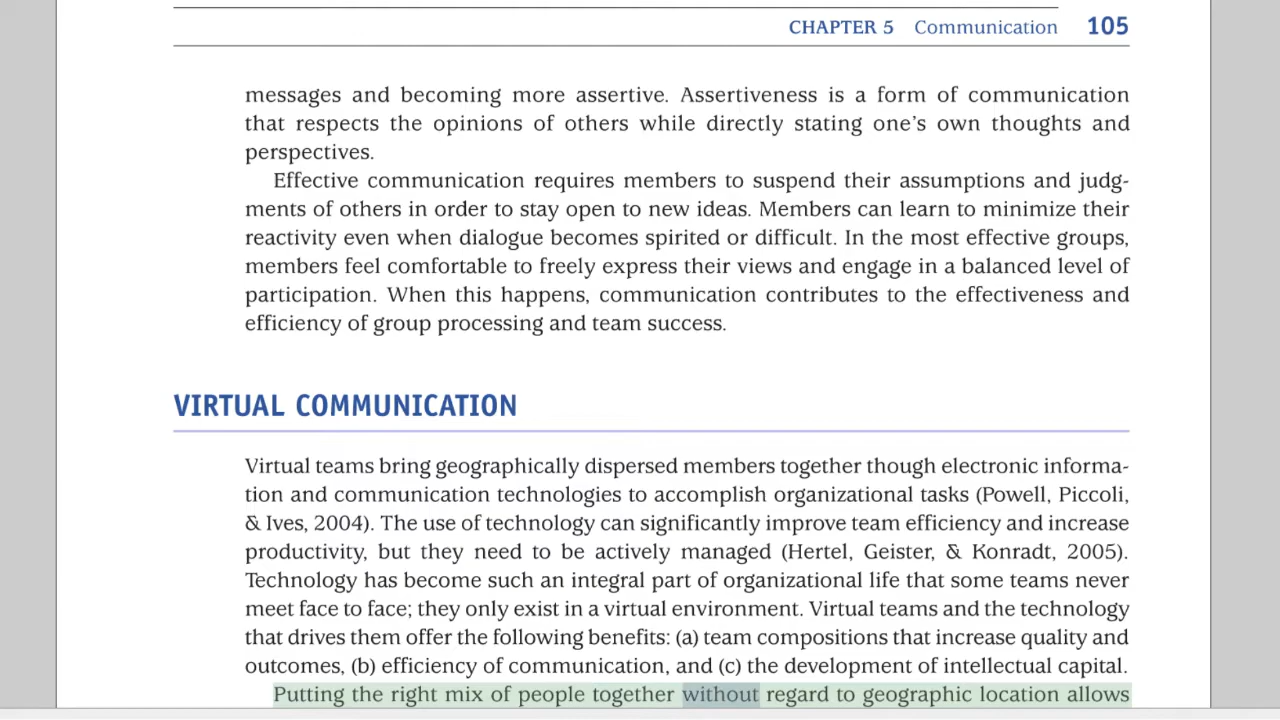 CHAPTER 5 Communication 105
messages and becoming more assertive. Assertiveness is a form of communication
that respects the opinions of others while directly stating one’s own thoughts and
perspectives.
Effective communication requires members to suspend their assumptions and judg-
ments of others in order to stay open to new ideas. Members can learn to minimize their
reactivity even when dialogue becomes spirited or difficult. In the most effective groups,
members feel comfortable to freely express their views and engage in a balanced level of
participation. When this happens, communication contributes to the effectiveness and
efficiency of group processing and team success.
VIRTUAL COMMUNICATION
Virtual teams bring geographically dispersed members together though electronic informa-
tion and communication technologies to accomplish organizational tasks (Powell, Piccoli,
& Ives, 2004). The use of technology can significantly improve team efficiency and increase
productivity, but they need to be actively managed (Hertel, Geister, & Konradt, 2005).
Technology has become such an integral part of organizational life that some teams never
meet face to face; they only exist in a virtual environment. Virtual teams and the technology
that drives them offer the following benefits: (a) team compositions that increase quality and
outcomes, (b) efficiency of communication, and (c) the development of intellectual capital.
Putting the right mix of people together without regard to geographic location allows